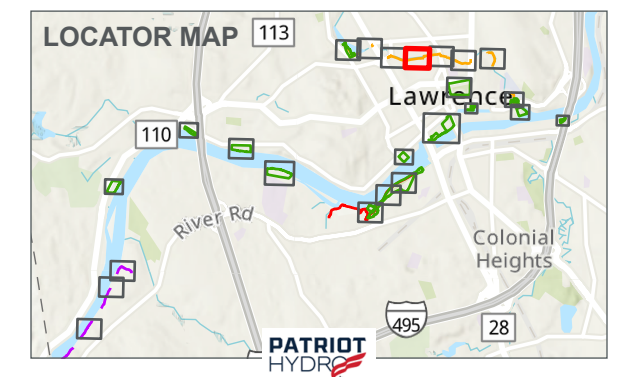 LOCATOR MAP
113
Lawrence
110
River Rd
Colonial
Heights
495
28
PATRIOT
HYDRO